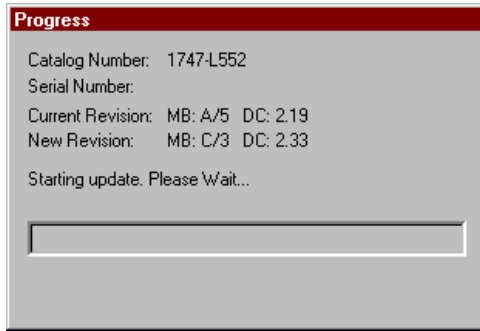 Progress
Catalog Number: 1747-L552
Serial Number:
Current Revision: MB: A/5 DC: 2.19
New Revision: MB: C/3 DC: 2.33
Starting update. Please Wait...